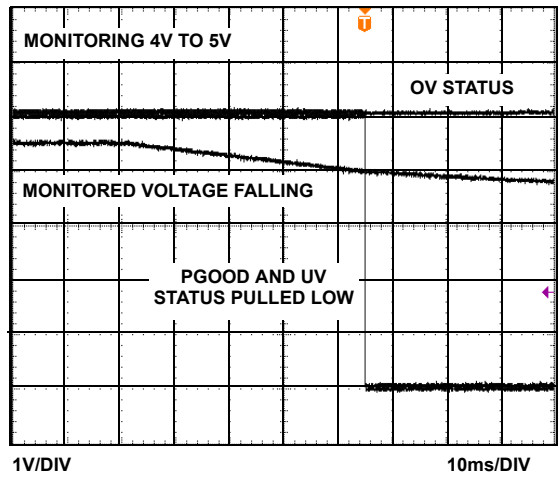 T
MONITORING 4V TO 5V
OV STATUS
MONITORED VOLTAGE FALLING
PGOOD AND UV
STATUS PULLED LOW
1V/DIV
10ms/DIV